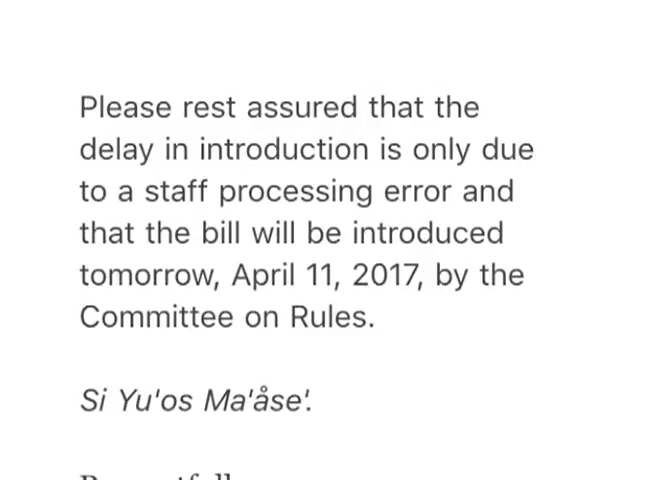 Please rest assured that the
delay in introduction is only due
to a staff processing error and
that the bill will be introduced
tomorrow, April 11, 2017, by the
Committee on Rules.
Si Yu'os Ma'åse'.